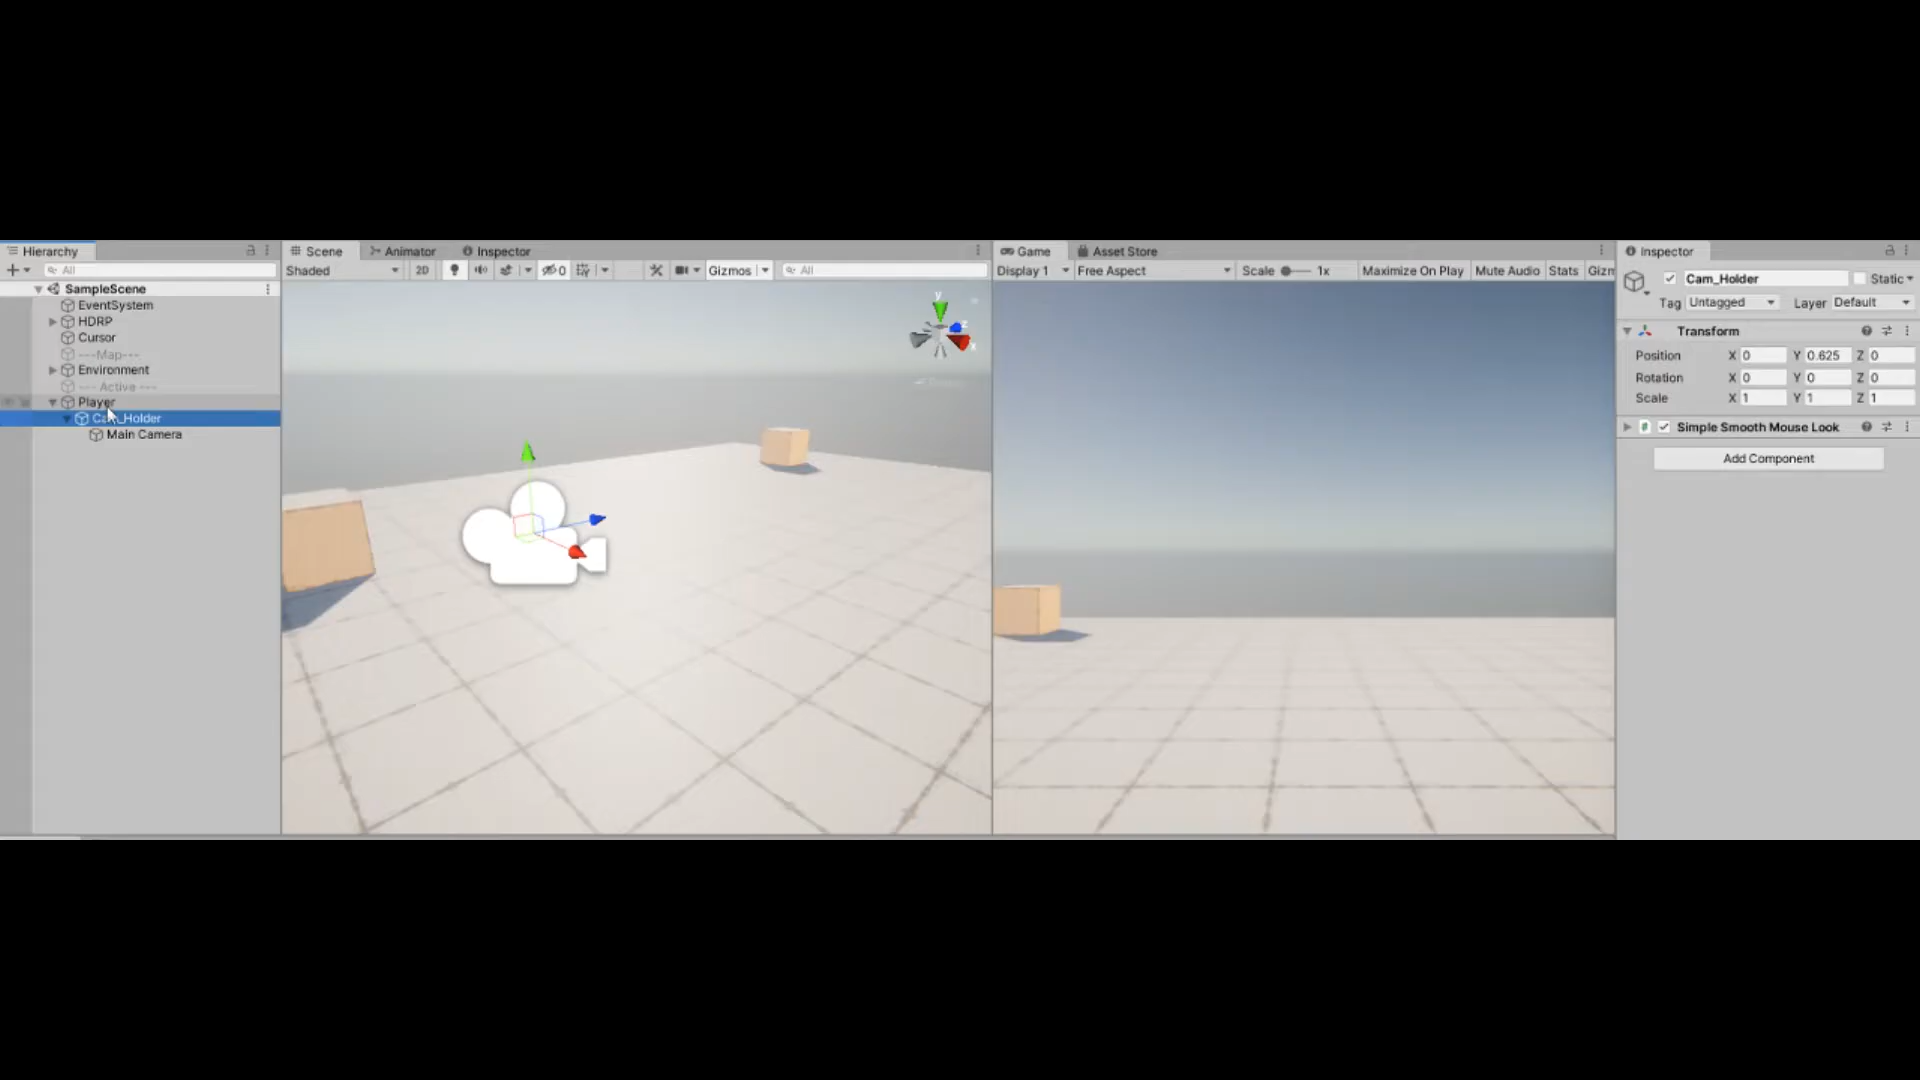 Hierarchy
All
SampleScene
EventSystem
HDRP
Cursor
---Map---
Environment
--- Active ---
Player
Cam_Holder
Main Camera
Scene Animator Inspector
Shaded 2D 0 Gizmos All
y
x
z
Game Asset Store
Display 1 Free Aspect Scale 1x Maximize On Play Mute Audio Stats Gizm
Inspector
Cam_Holder Static
Tag Untagged Layer Default
Transform
Position X 0 Y 0.625 Z 0
Rotation X 0 Y 0 Z 0
Scale X 1 Y 1 Z 1
Simple Smooth Mouse Look
Add Component